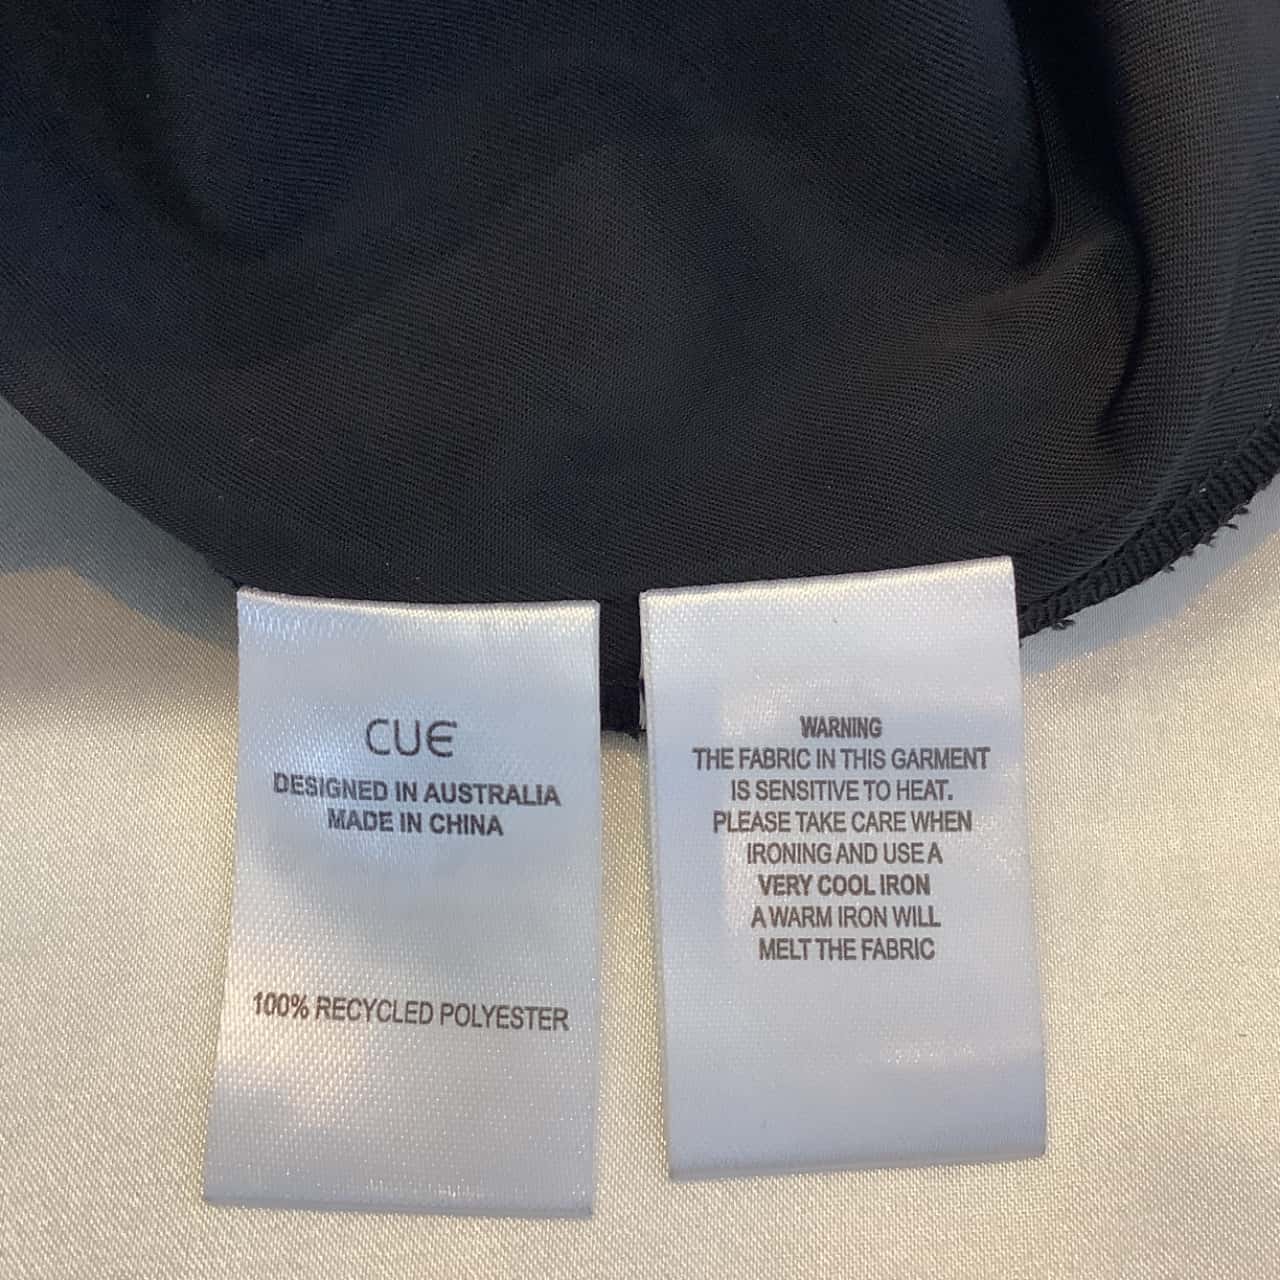 CUE
DESIGNED IN AUSTRALIA
MADE IN CHINA
100% RECYCLED POLYESTER
WARNING
THE FABRIC IN THIS GARMENT
IS SENSITIVE TO HEAT.
PLEASE TAKE CARE WHEN
IRONING AND USE A
VERY COOL IRON
A WARM IRON WILL
MELT THE FABRIC